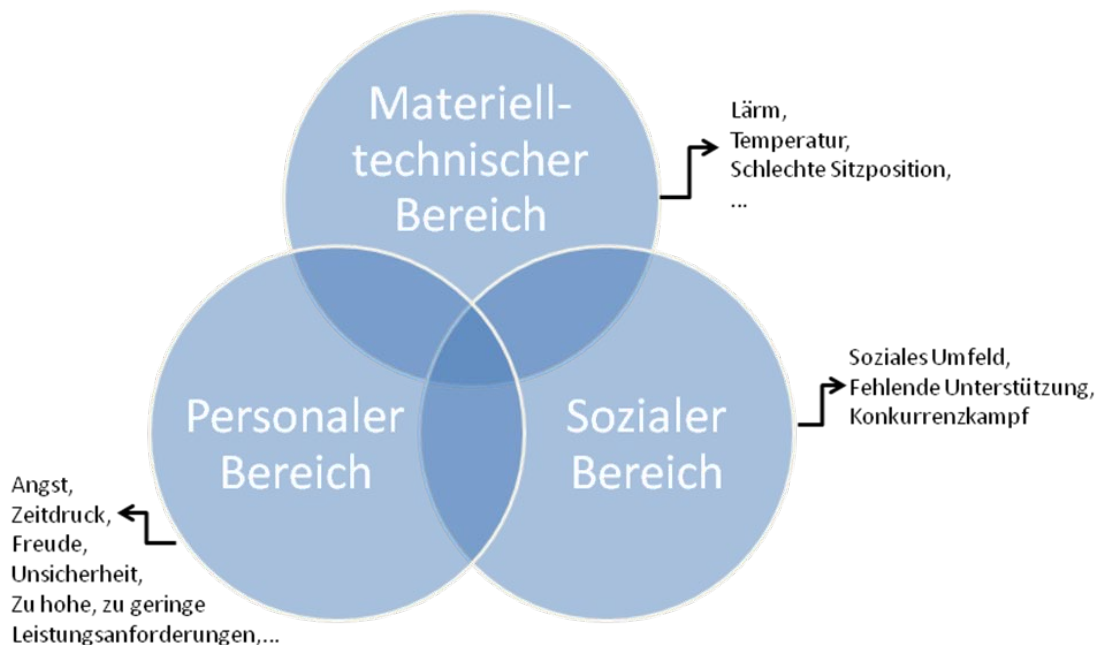 Materiell-
technischer
Bereich
Lärm,
Temperatur,
Schlechte Sitzposition,
...
Personaler
Bereich
Sozialer
Bereich
Soziales Umfeld,
Fehlende Unterstützung,
Konkurrenzkampf
Angst,
Zeitdruck,
Freude,
Unsicherheit,
Zu hohe, zu geringe
Leistungsanforderungen,...